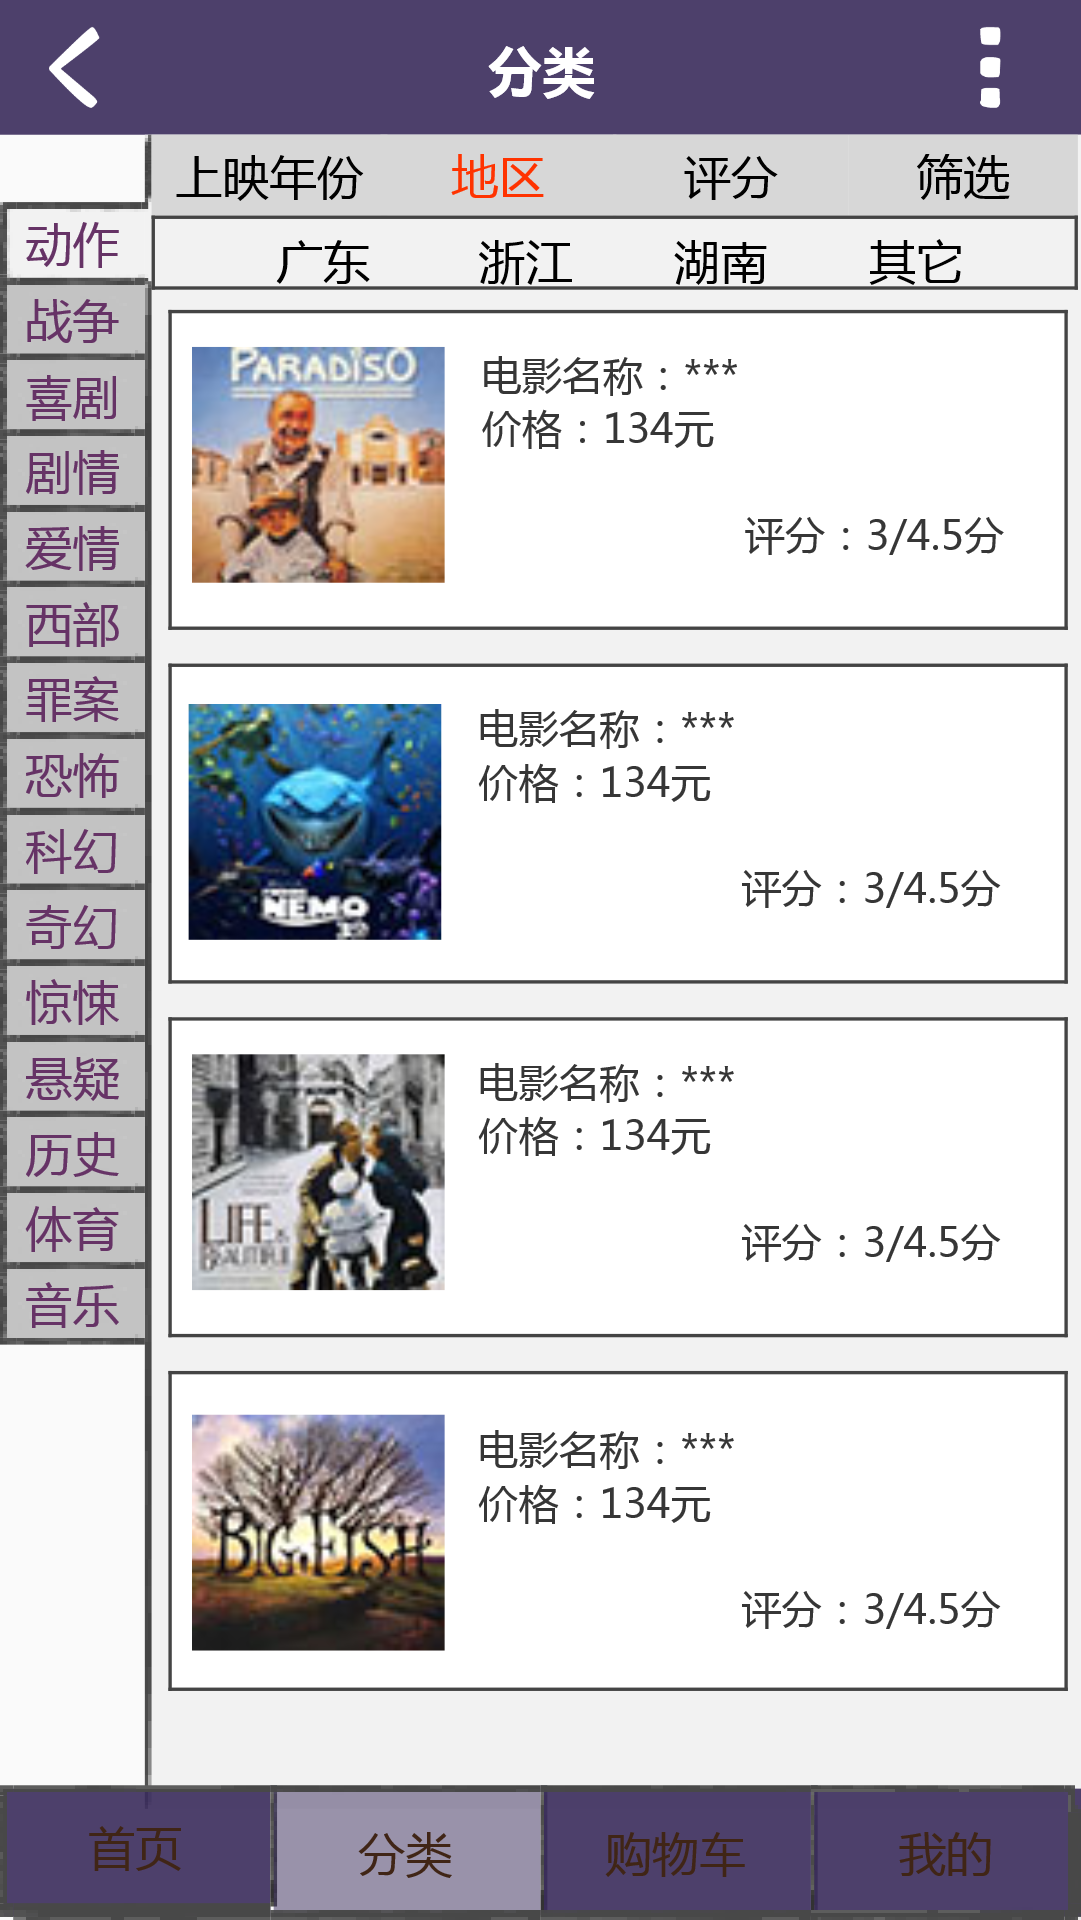 分类
上映年份 地区 评分 筛选
广东 浙江 湖南 其它
动作
战争
喜剧
剧情
爱情
西部
罪案
恐怖
科幻
奇幻
惊悚
悬疑
历史
体育
音乐
PARADISO
电影名称：***
价格：134元
评分：3/4.5分
NEMO
电影名称：***
价格：134元
评分：3/4.5分
LIFE IS
BEAUTIFUL
电影名称：***
价格：134元
评分：3/4.5分
BIG FISH
电影名称：***
价格：134元
评分：3/4.5分
首页 分类 购物车 我的